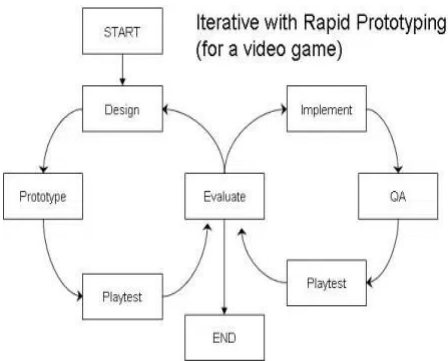 START
Iterative with Rapid Prototyping
(for a video game)
Design
Implement
Prototype
Evaluate
QA
Playtest
Playtest
END